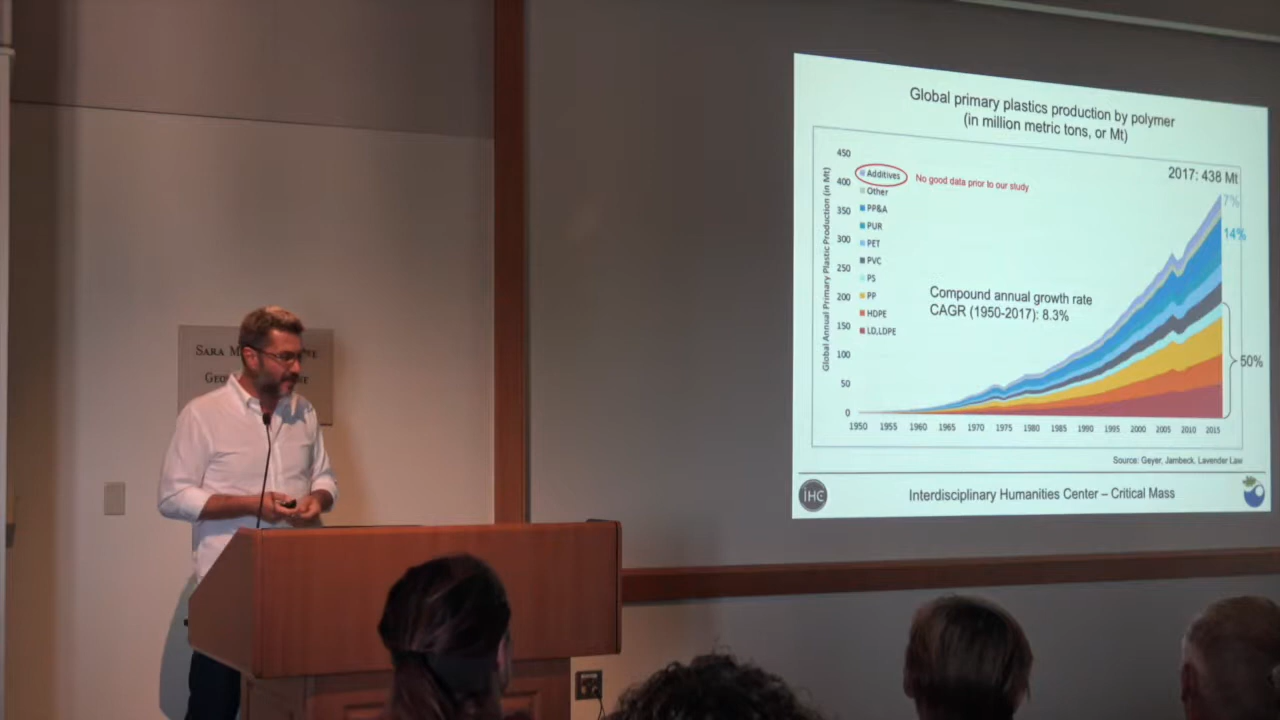 SARA M
GEO
Global primary plastics production by polymer
(in million metric tons, or Mt)
Global Annual Primary Plastic Production (in Mt)
450
400
350
300
250
200
150
100
50
0
Additives
Other
PP&A
PUR
PET
PVC
PS
PP
HDPE
LD,LDPE
No good data prior to our study
2017: 438 Mt
7%
14%
50%
Compound annual growth rate
CAGR (1950-2017): 8.3%
1950 1955 1960 1965 1970 1975 1980 1985 1990 1995 2000 2005 2010 2015
Source: Geyer, Jambeck, Lavender Law
IHC
Interdisciplinary Humanities Center – Critical Mass